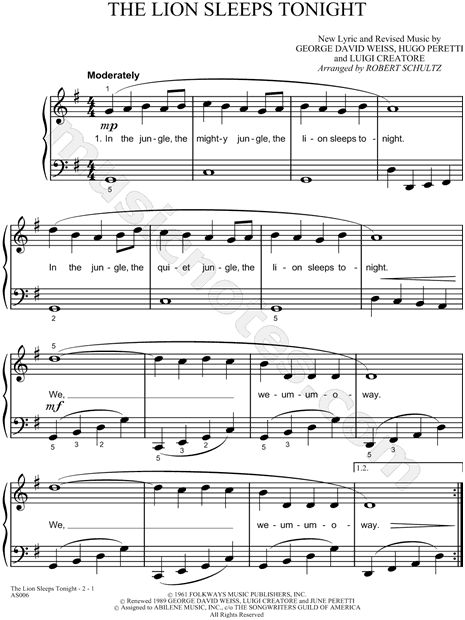 THE LION SLEEPS TONIGHT
New Lyric and Revised Music by
GEORGE DAVID WEISS, HUGO PERETTI
and LUIGI CREATORE
Arranged by ROBERT SCHULTZ
Moderately
1
mp
1. In the jun-gle, the might-y jun-gle, the li-on sleeps to-night.
5
In the jun-gle, the qui-et jun-gle, the li-on sleeps to-night.
2 5 2 5
5 1 2 1
We, we-um-um-o-way.
mf
5 2 1 5 3 2 5
We, we-um-um-o-way.
1.2.
The Lion Sleeps Tonight - 2 - 1
AS006
© 1961 FOLKWAYS MUSIC PUBLISHERS, INC.
© Renewed 1989 GEORGE DAVID WEISS, LUIGI CREATORE and JUNE PERETTI
© Assigned to ABILENE MUSIC, INC., c/o THE SONGWRITERS GUILD OF AMERICA
All Rights Reserved
musicnotes.com